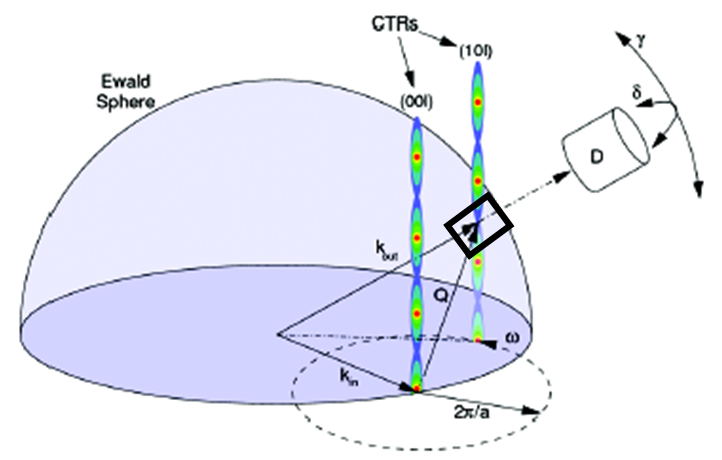 CTRs
(10l)
γ
Ewald
Sphere
(00l)
δ
D
k_out
Q
ω
k_in
2π/a